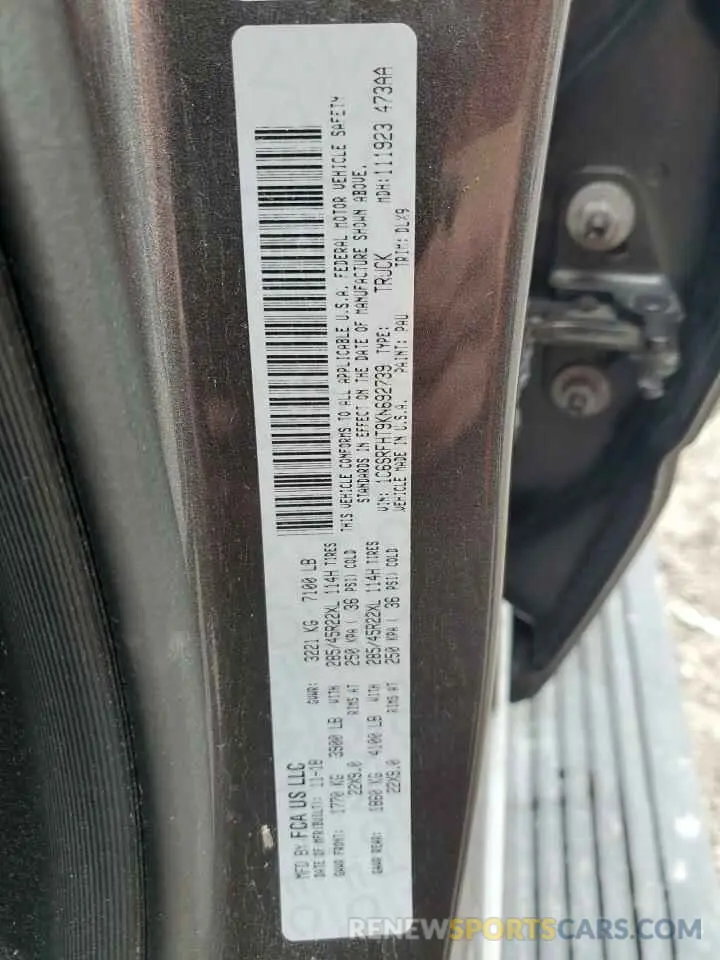 MFD BY: FCA US LLC
DATE OF MFR(BUILT): 11-18 GVWR: 3221 KG 7100 LB
GAWR FRONT: 1770 KG 3900 LB WITH 285/45R22XL 114H TIRES
22X9.0 RIMS AT 250 KPA ( 36 PSI) COLD
GAWR REAR: 1860 KG 4100 LB WITH 285/45R22XL 114H TIRES
22X9.0 RIMS AT 250 KPA ( 36 PSI) COLD
THIS VEHICLE CONFORMS TO ALL APPLICABLE U.S.A. FEDERAL MOTOR VEHICLE SAFETY
STANDARDS IN EFFECT ON THE DATE OF MANUFACTURE SHOWN ABOVE.
VIN: 1C6SRFHT9KN692739 TYPE: TRUCK MDH: 111923 473AA
VEHICLE MADE IN U.S.A. PAINT: PAU TRIM: DLX9
RENEWSPORTSCARS.COM